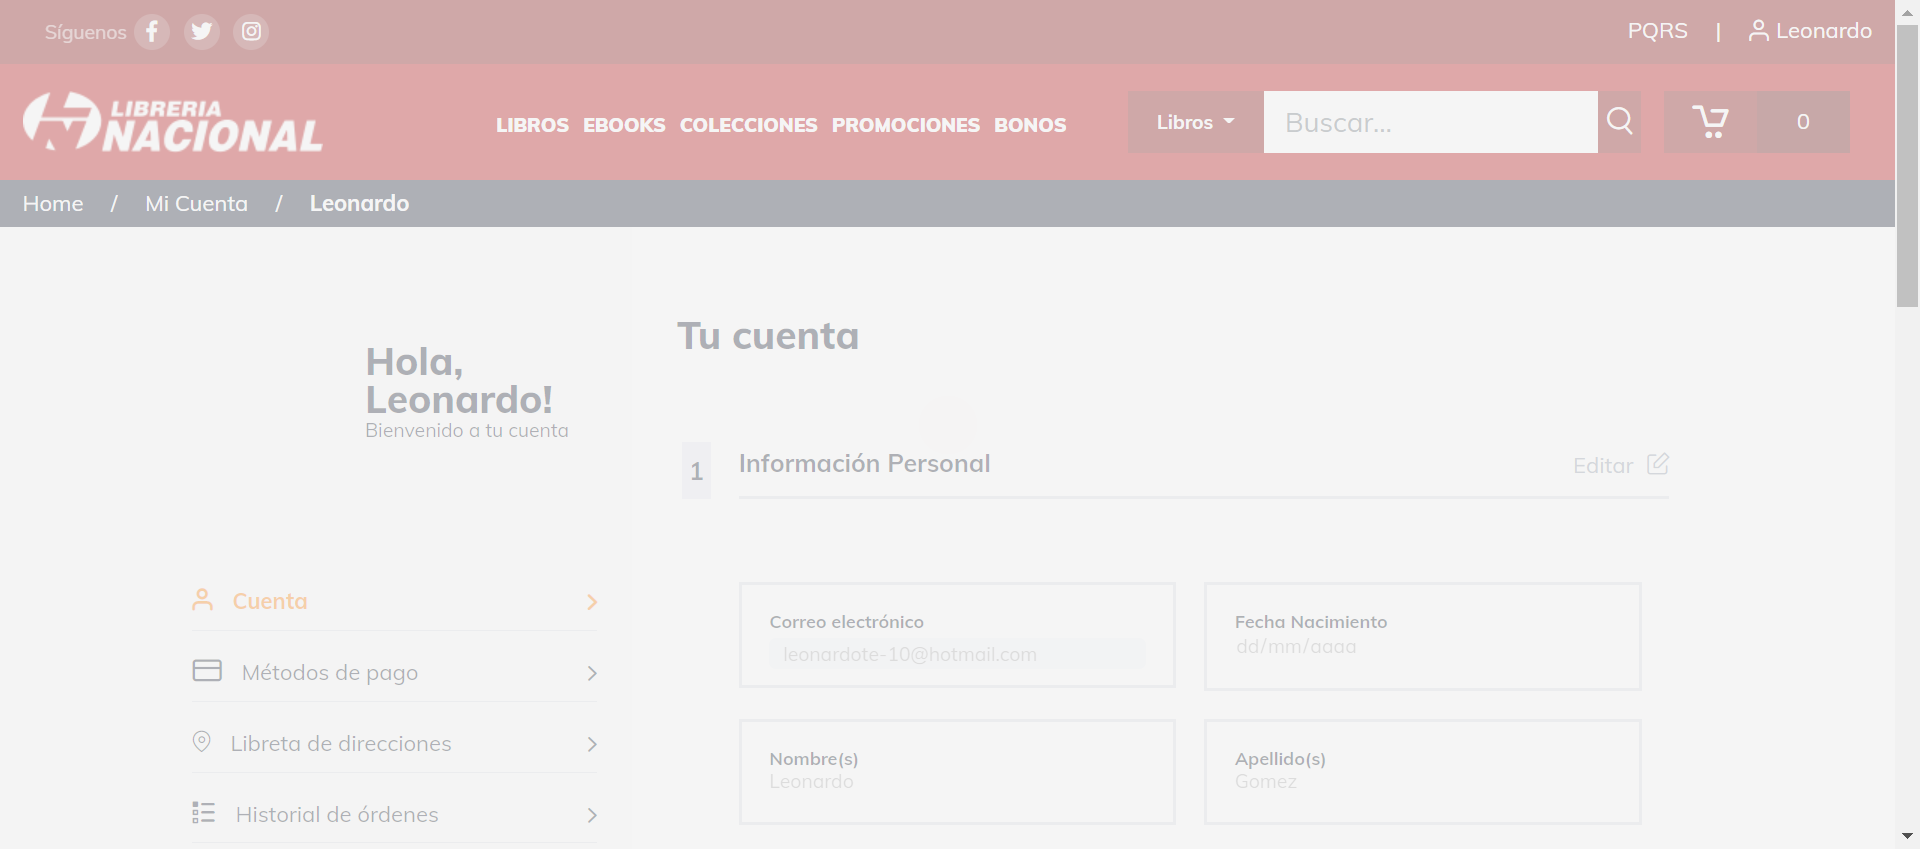 Síguenos
PQRS | Leonardo
LIBRERIA
NACIONAL
LIBROS EBOOKS COLECCIONES PROMOCIONES BONOS
Libros
Buscar...
0
Home / Mi Cuenta / Leonardo
Hola,
Leonardo!
Bienvenido a tu cuenta
Cuenta
Métodos de pago
Libreta de direcciones
Historial de órdenes
Tu cuenta
1 Información Personal
Editar
Correo electrónico
leonardote-10@hotmail.com
Fecha Nacimiento
dd/mm/aaaa
Nombre(s)
Leonardo
Apellido(s)
Gomez